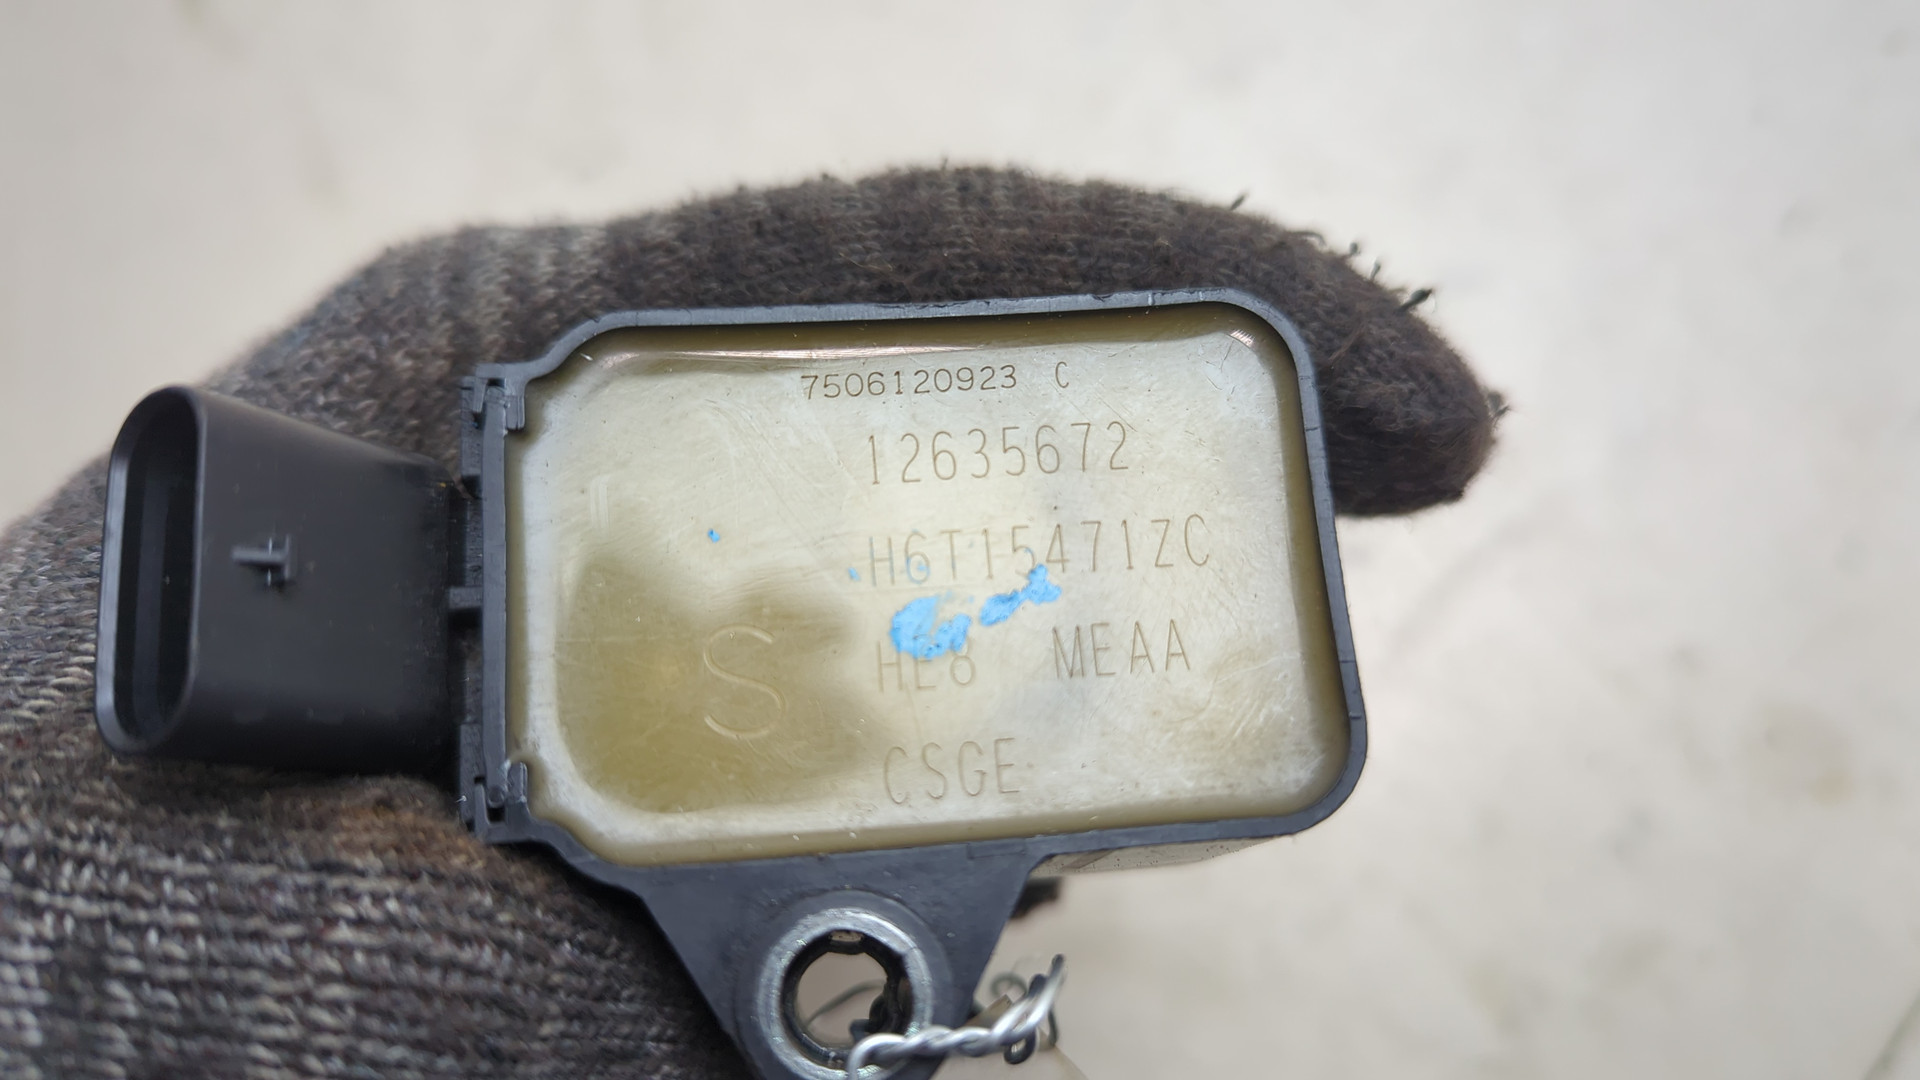 7506120923 C
12635672
H6T15471ZC
S HE8 MEAA
CSGE